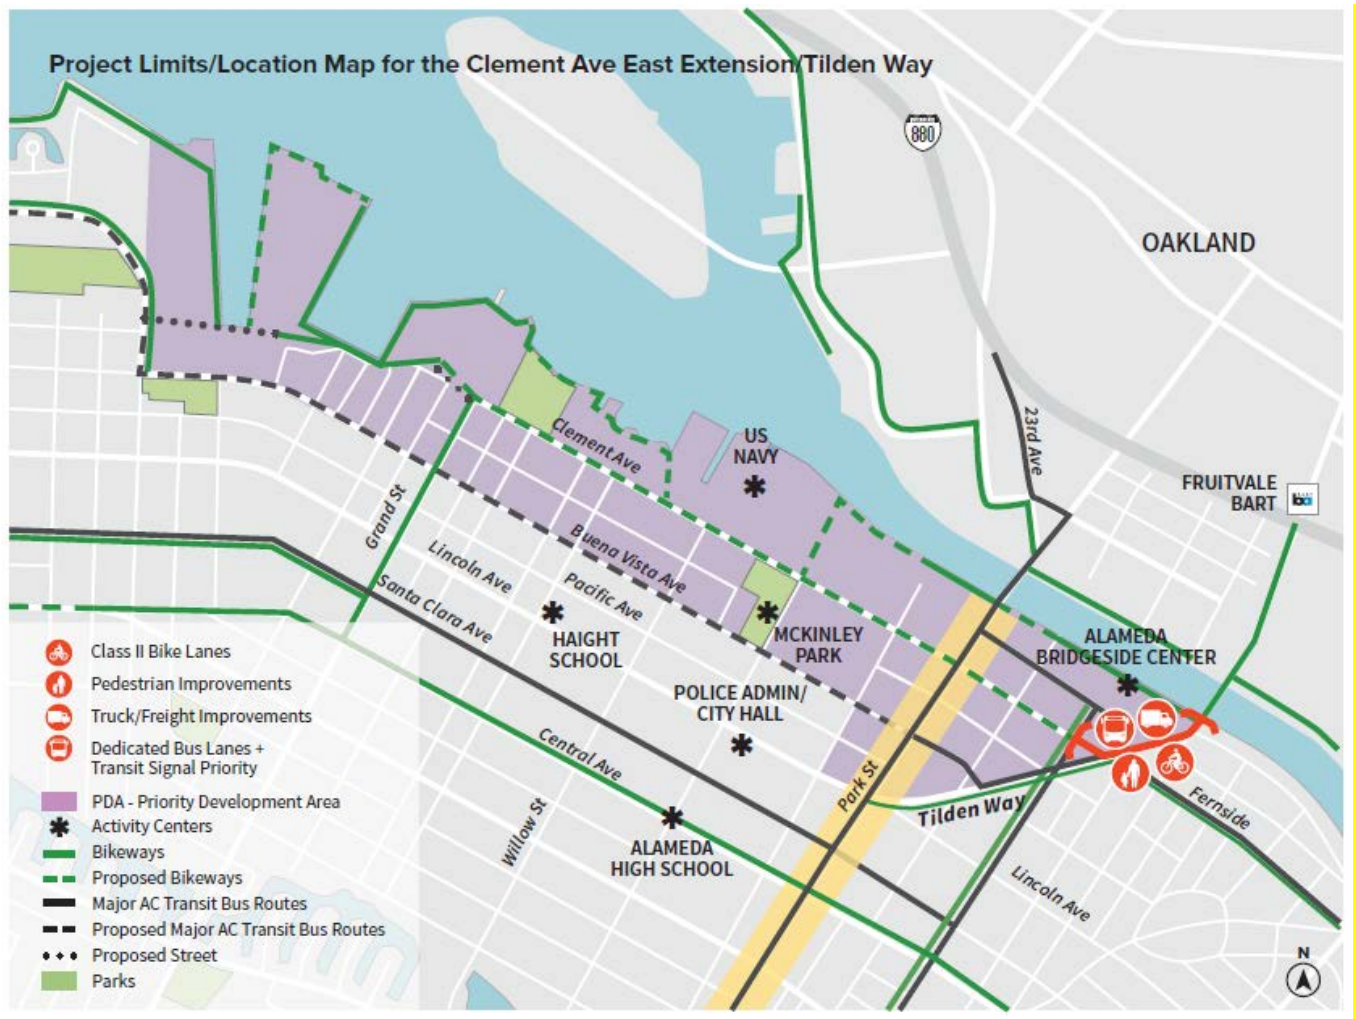 Project Limits/Location Map for the Clement Ave East Extension/Tilden Way
880
OAKLAND
23rd Ave
FRUITVALE
BART
ba
US
NAVY
Clement Ave
Grand St
Buena Vista Ave
Lincoln Ave
Pacific Ave
Santa Clara Ave
HAIGHT
SCHOOL
MCKINLEY
PARK
ALAMEDA
BRIDGESIDE CENTER
POLICE ADMIN/
CITY HALL
Central Ave
Park St
Tilden Way
Fernside
Willow St
ALAMEDA
HIGH SCHOOL
Lincoln Ave
Class II Bike Lanes
Pedestrian Improvements
Truck/Freight Improvements
Dedicated Bus Lanes +
Transit Signal Priority
PDA - Priority Development Area
Activity Centers
Bikeways
Proposed Bikeways
Major AC Transit Bus Routes
Proposed Major AC Transit Bus Routes
Proposed Street
Parks
N